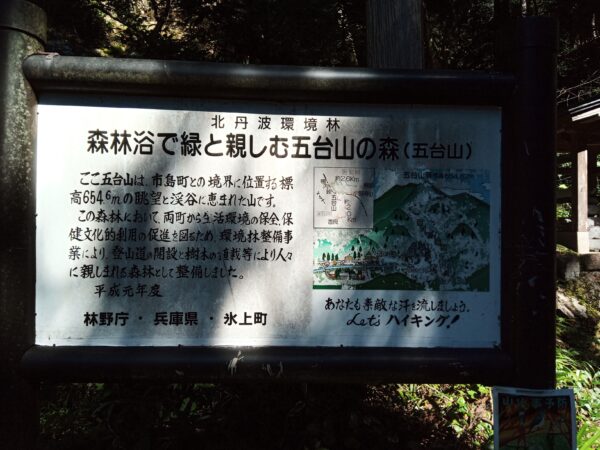 北丹波環境林
森林浴で緑と親しむ五台山の森(五台山)
ここ五台山は、市島町との境界に位置する標
高654.6mの眺望と渓谷に恵まれた山です。
この森林において、両町から生活環境の保全、保
健文化的利用の促進を図るため、環境林整備事
業により、登山道の開設と樹木の植栽等により人々
に親しまれる森林として整備しました。
平成元年度
林野庁・兵庫県・氷上町
あなたも素敵な汗を流しましょう。
Let's ハイキング!